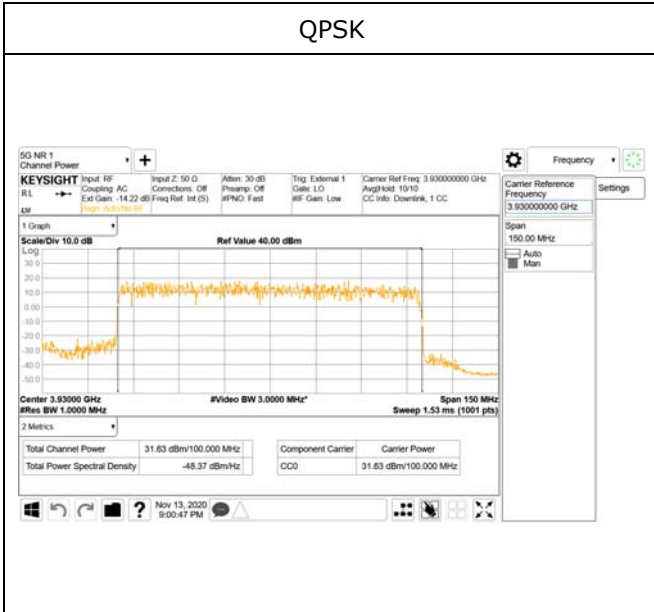 QPSK
5G NR 1
Channel Power
+
Frequency
KEYSIGHT
Input: RF
Input Z: 50 Ω
Atten: 30 dB
Trig: External 1
Carrier Ref Freq: 3.930000000 GHz
RL
Coupling: AC
Corrections: Off
Preamp: Off
Gate: LO
Avg|Hold: 10/10
Ext Gain: -14.22 dB
Freq Ref: Int (S)
#PNO: Fast
#IF Gain: Low
CC Info: Downlink, 1 CC
Align: Auto/No RF
Carrier Reference
Frequency
3.930000000 GHz
Settings
Span
150.00 MHz
Auto
Man
1 Graph
Scale/Div 10.0 dB
Ref Value 40.00 dBm
Log
30.0
20.0
10.0
0.00
-10.0
-20.0
-30.0
-40.0
-50.0
Center 3.93000 GHz
#Video BW 3.0000 MHz*
Span 150 MHz
#Res BW 1.0000 MHz
Sweep 1.53 ms (1001 pts)
2 Metrics
Total Channel Power
31.63 dBm/100.000 MHz
Component Carrier
Carrier Power
Total Power Spectral Density
-48.37 dBm/Hz
CC0
31.63 dBm/100.000 MHz
?
Nov 13, 2020
9:00:47 PM